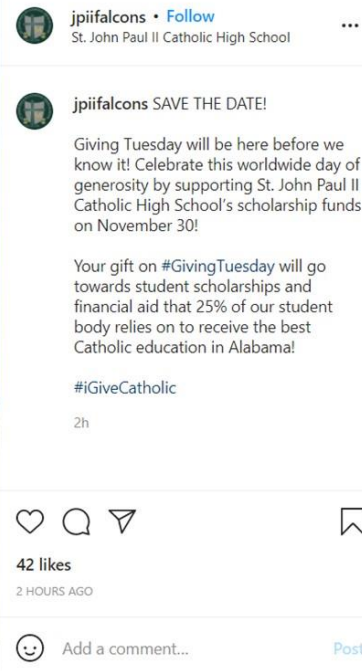 jpiifalcons • Follow
St. John Paul II Catholic High School
jpiifalcons SAVE THE DATE!
Giving Tuesday will be here before we
know it! Celebrate this worldwide day of
generosity by supporting St. John Paul II
Catholic High School's scholarship funds
on November 30!
Your gift on #GivingTuesday will go
towards student scholarships and
financial aid that 25% of our student
body relies on to receive the best
Catholic education in Alabama!
#iGiveCatholic
2h
42 likes
2 HOURS AGO
Add a comment... Post